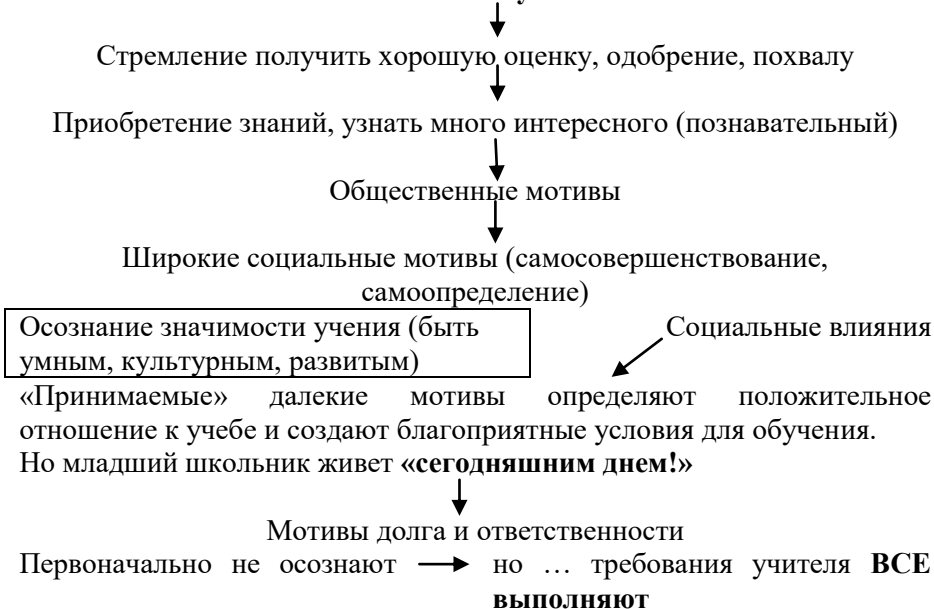 Стремление получить хорошую оценку, одобрение, похвалу
Приобретение знаний, узнать много интересного (познавательный)
Общественные мотивы
Широкие социальные мотивы (самосовершенствование,
самоопределение)
Осознание значимости учения (быть
умным, культурным, развитым)
Социальные влияния
«Принимаемые» далекие мотивы определяют положительное
отношение к учебе и создают благоприятные условия для обучения.
Но младший школьник живет «сегодняшним днем!»
Мотивы долга и ответственности
Первоначально не осознают но … требования учителя ВСЕ
выполняют